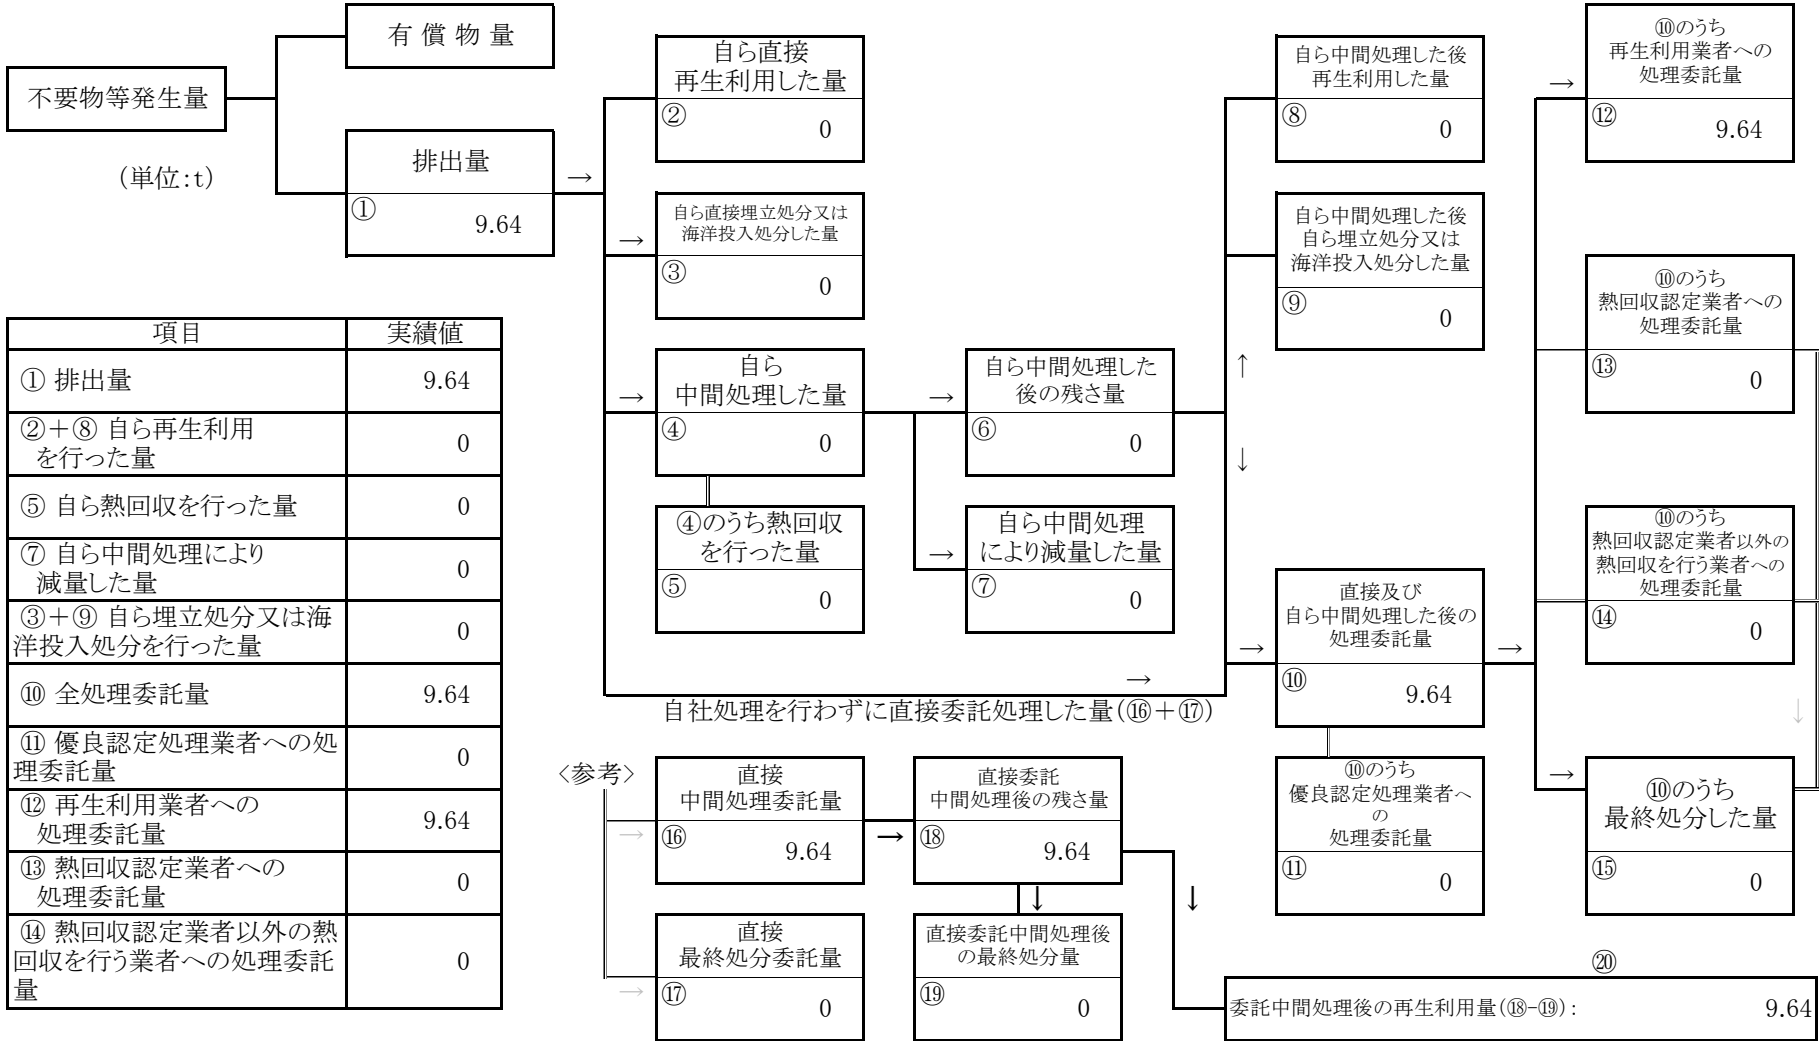 不要物等発生量
(単位:t)
有償物量
排出量
① 9.64
→
自ら直接
再生利用した量
② 0
→
自ら直接埋立処分又は
海洋投入処分した量
③ 0
→
自ら
中間処理した量
④ 0
④のうち熱回収
を行った量
⑤ 0
→
自ら中間処理した
後の残さ量
⑥ 0
→
自ら中間処理
により減量した量
⑦ 0
自ら中間処理した後
再生利用した量
⑧ 0
自ら中間処理した後
自ら埋立処分又は
海洋投入処分した量
⑨ 0
↑
↓
→
自社処理を行わずに直接委託処理した量(⑯+⑰)
→
直接及び
自ら中間処理した後の
処理委託量
⑩ 9.64
⑩のうち
優良認定処理業者へ
の
処理委託量
⑪ 0
→
→
⑩のうち
再生利用業者への
処理委託量
⑫ 9.64
⑩のうち
熱回収認定業者への
処理委託量
⑬ 0
⑩のうち
熱回収認定業者以外の
熱回収を行う業者への
処理委託量
⑭ 0
↓
→
⑩のうち
最終処分した量
⑮ 0
項目 実績値
① 排出量 9.64
②+⑧ 自ら再生利用
を行った量 0
⑤ 自ら熱回収を行った量 0
⑦ 自ら中間処理により
減量した量 0
③+⑨ 自ら埋立処分又は海
洋投入処分を行った量 0
⑩ 全処理委託量 9.64
⑪ 優良認定処理業者への処
理委託量 0
⑫ 再生利用業者への
処理委託量 9.64
⑬ 熱回収認定業者への
処理委託量 0
⑭ 熱回収認定業者以外の熱
回収を行う業者への処理委託
量 0
<参考>
→
直接
中間処理委託量
⑯ 9.64
→
直接
最終処分委託量
⑰ 0
→
直接委託
中間処理後の残さ量
⑱ 9.64
↓
直接委託中間処理後
の最終処分量
⑲ 0
↓
⑳
委託中間処理後の再生利用量(⑱-⑲): 9.64